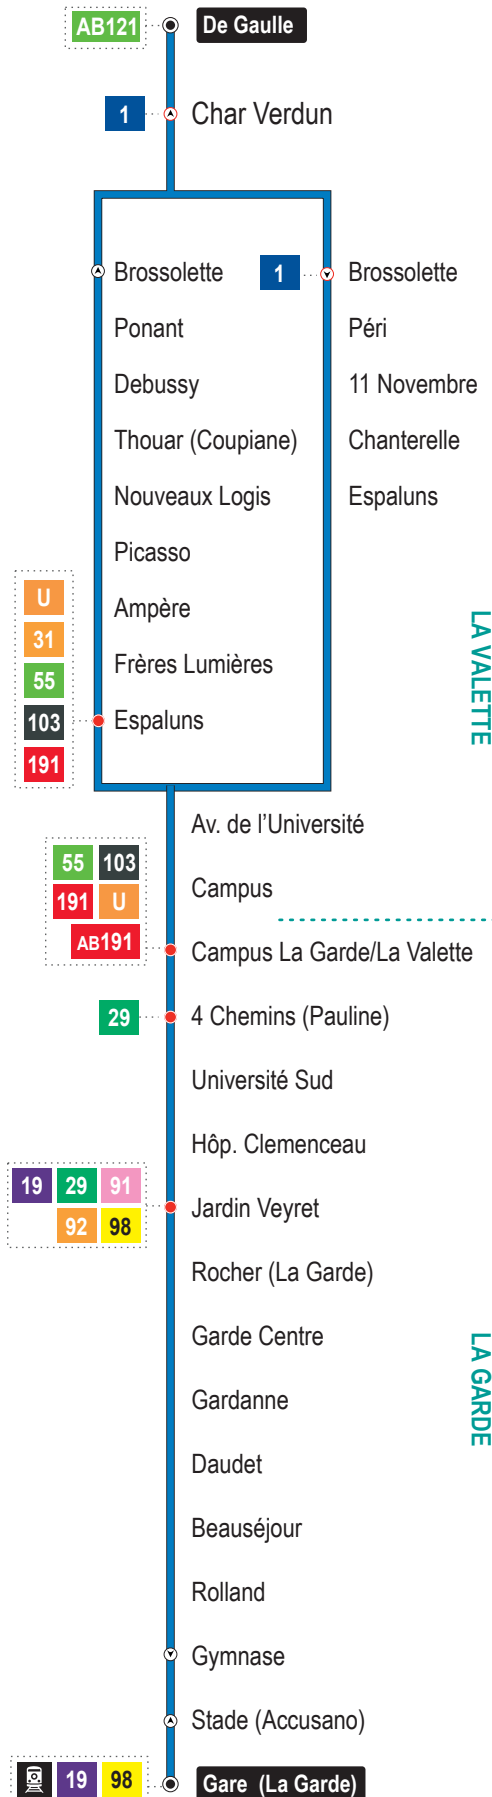 AB121 De Gaulle
1 Char Verdun
Brossolette 1 Brossolette
Ponant Péri
Debussy 11 Novembre
Thouar (Coupiane) Chanterelle
Nouveaux Logis Espaluns
Picasso
U
Ampère
31
Frères Lumières
55
103 Espaluns
191
LA VALETTE
Av. de l'Université
55 103
Campus
191 U
AB191
Campus La Garde/La Valette
29 4 Chemins (Pauline)
Université Sud
Hôp. Clemenceau
19 29 91
Jardin Veyret
92 98
Rocher (La Garde)
Garde Centre
LA GARDE
Gardanne
Daudet
Beauséjour
Rolland
Gymnase
Stade (Accusano)
19 98 Gare (La Garde)